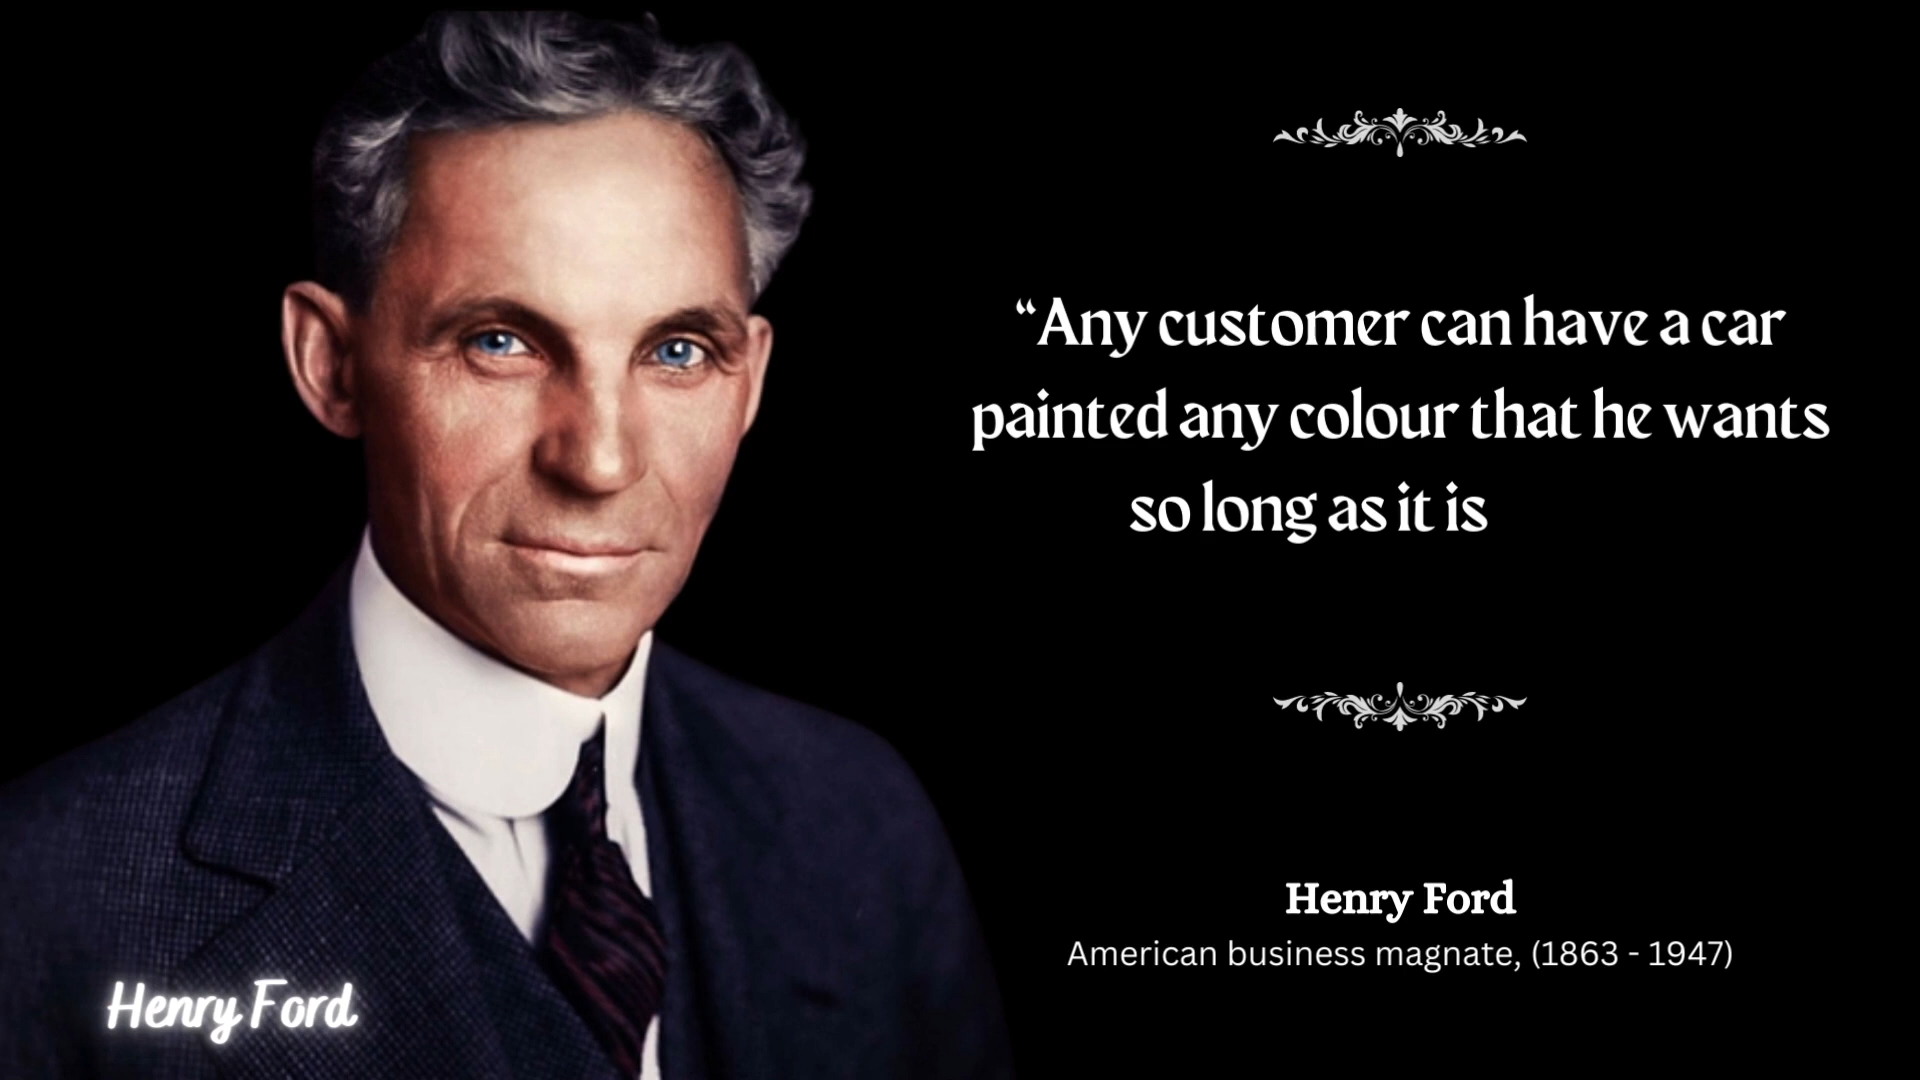 “Any customer can have a car
painted any colour that he wants
so long as it is
Henry Ford
American business magnate, (1863 - 1947)
Henry Ford